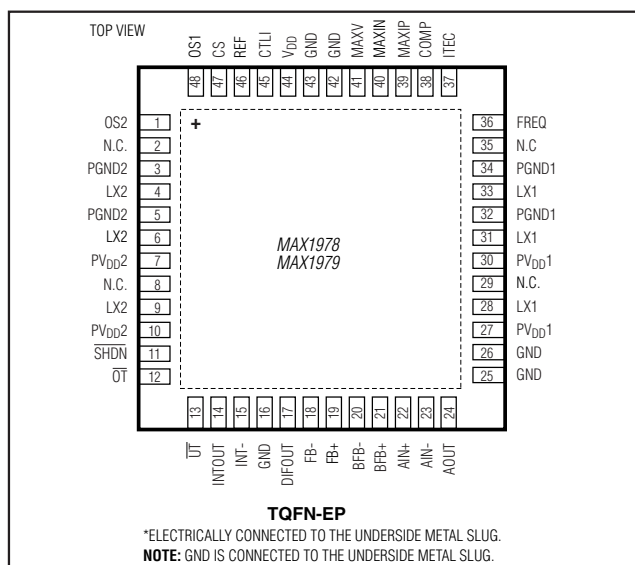 TOP VIEW
OS1 CS REF CTLI VDD GND GND MAXV MAXIN MAXIP COMP ITEC
48 47 46 45 44 43 42 41 40 39 38 37
+
OS2 1
N.C. 2
PGND2 3
LX2 4
PGND2 5
LX2 6
PVDD2 7
N.C. 8
LX2 9
PVDD2 10
SHDN 11
OT 12
MAX1978
MAX1979
36 FREQ
35 N.C
34 PGND1
33 LX1
32 PGND1
31 LX1
30 PVDD1
29 N.C.
28 LX1
27 PVDD1
26 GND
25 GND
13 14 15 16 17 18 19 20 21 22 23 24
UT INTOUT INT- GND DIFOUT FB- FB+ BFB- BFB+ AIN+ AIN- AOUT
TQFN-EP
*ELECTRICALLY CONNECTED TO THE UNDERSIDE METAL SLUG.
NOTE: GND IS CONNECTED TO THE UNDERSIDE METAL SLUG.